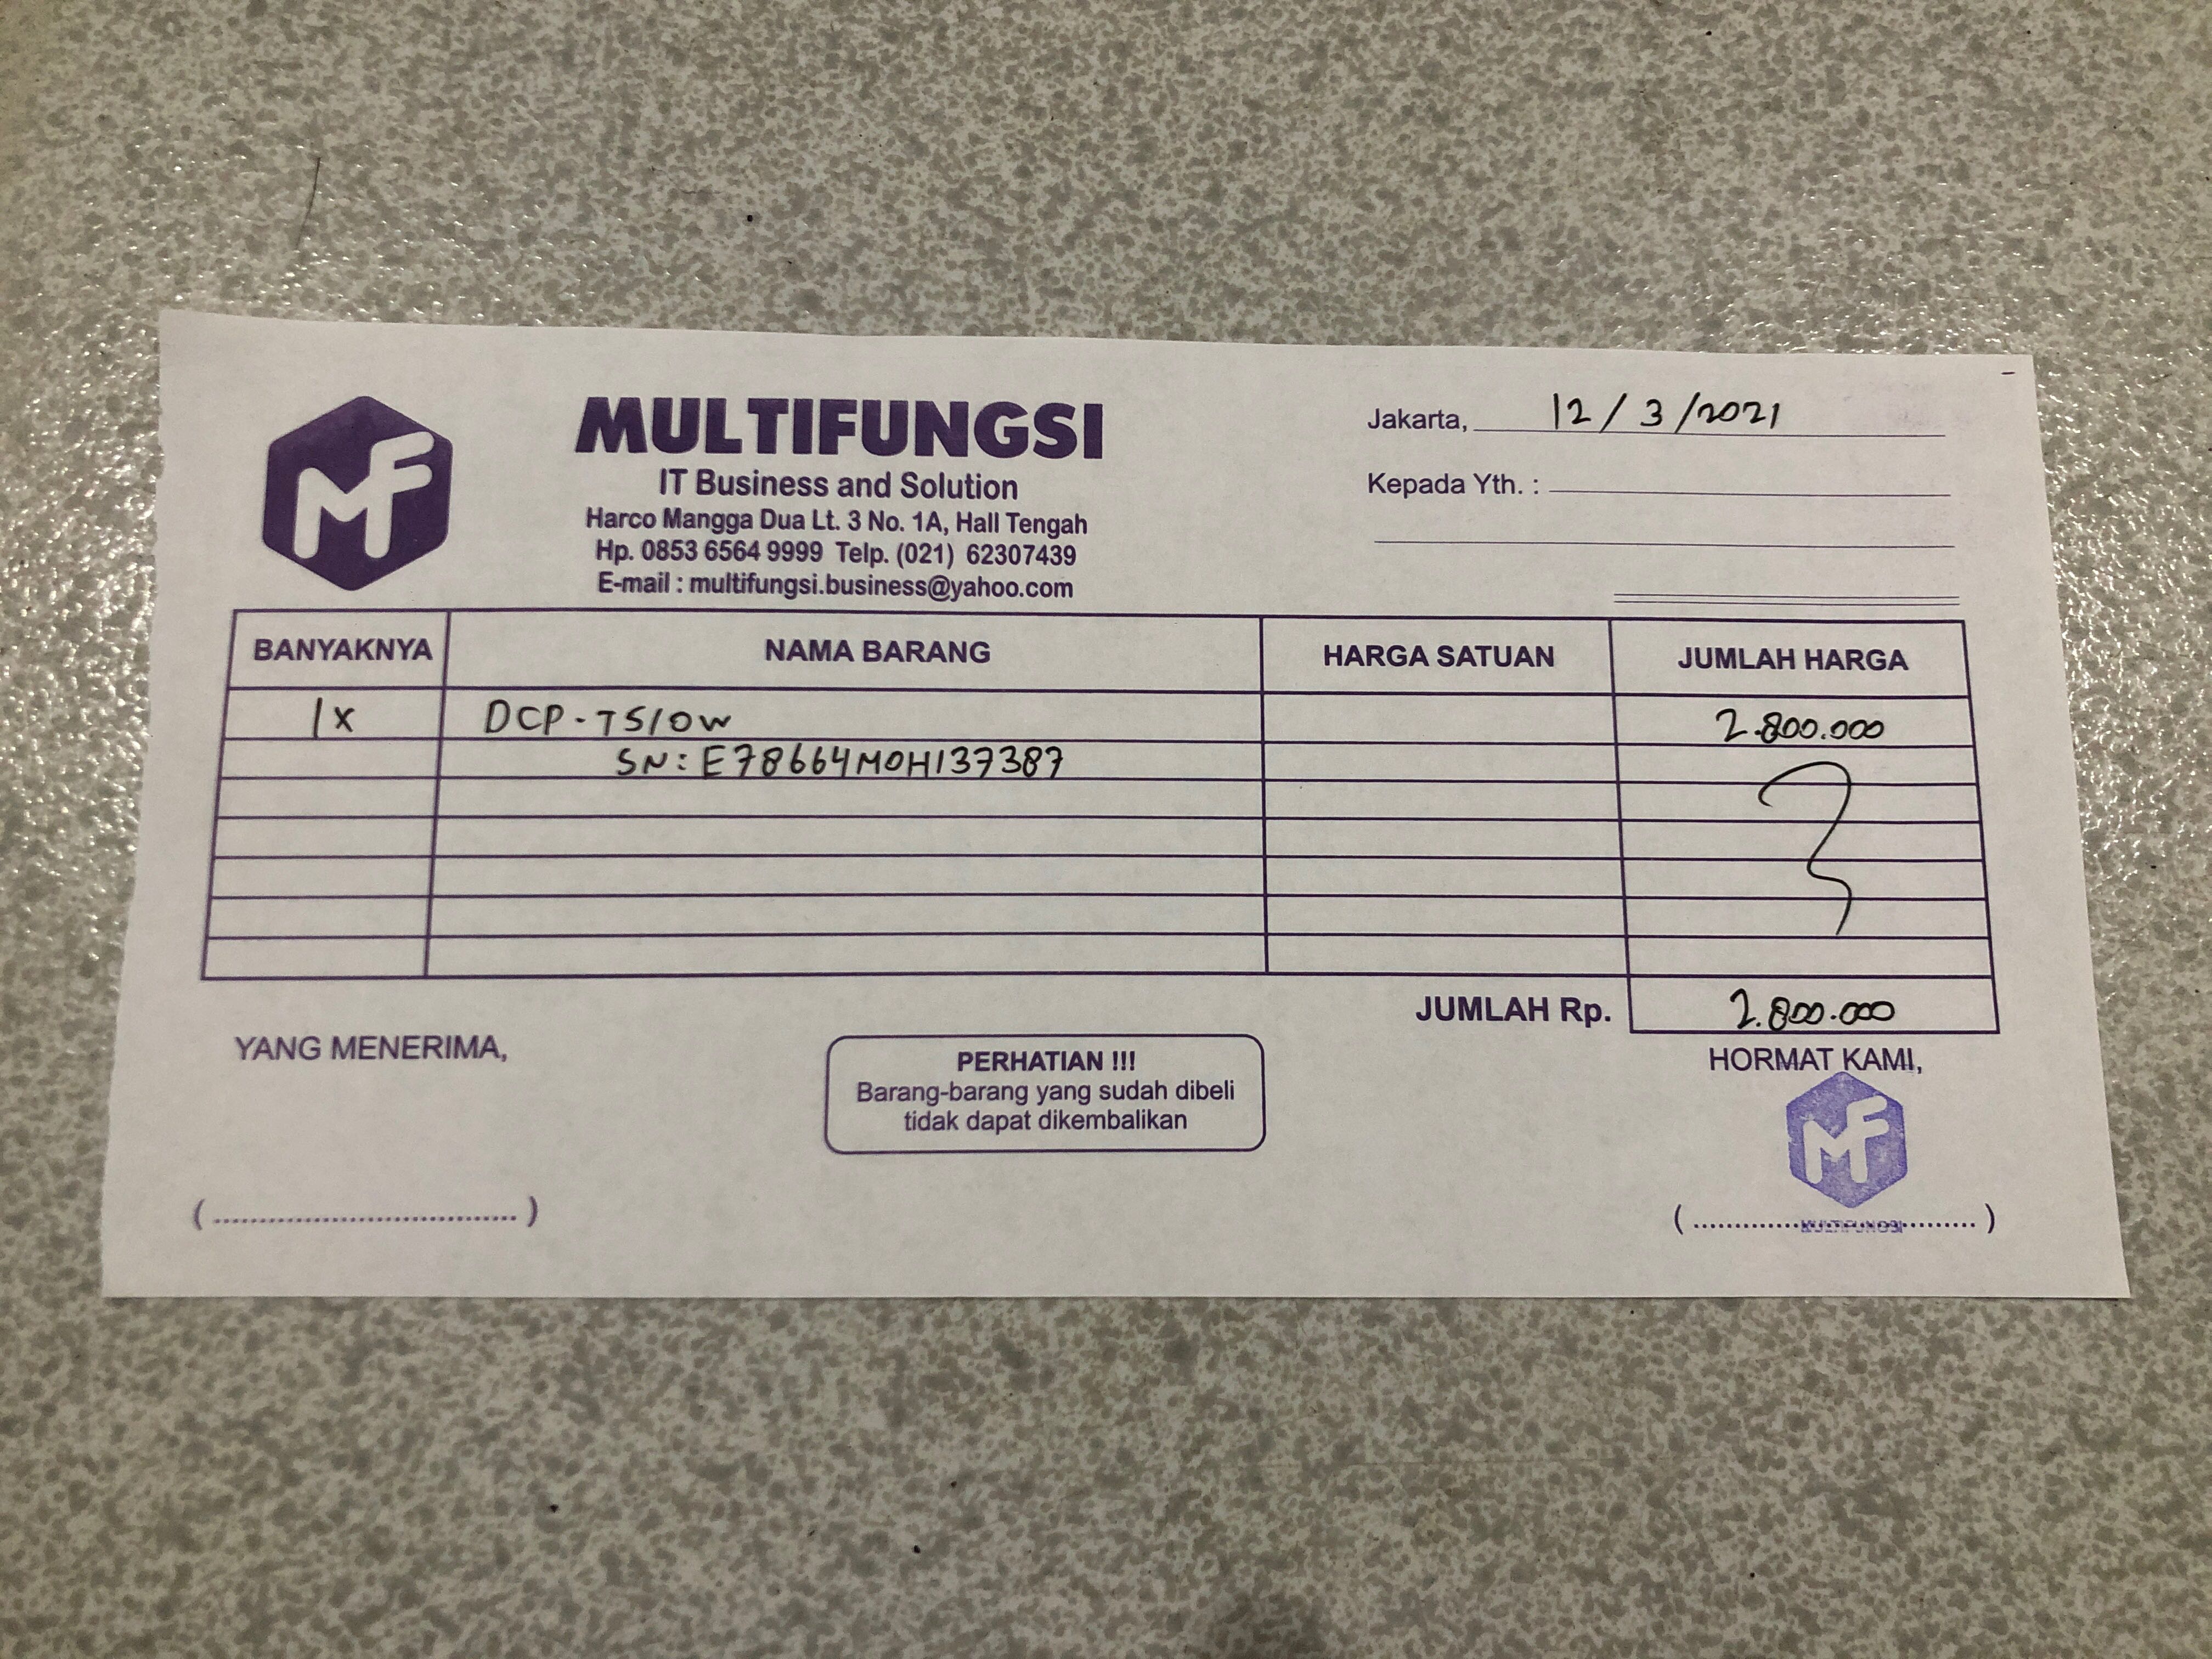 MF
MULTIFUNGSI
IT Business and Solution
Harco Mangga Dua Lt. 3 No. 1A, Hall Tengah
Hp. 0853 6564 9999 Telp. (021) 62307439
E-mail : multifungsi.business@yahoo.com
Jakarta, 12/3/2021
Kepada Yth. :
BANYAKNYA NAMA BARANG HARGA SATUAN JUMLAH HARGA
1x DCP-T510W 2.800.000
SN: E78664M0H137387
JUMLAH Rp. 2.800.000
YANG MENERIMA,
PERHATIAN !!!
Barang-barang yang sudah dibeli
tidak dapat dikembalikan
HORMAT KAMI,
MF
MULTIFUNGSI